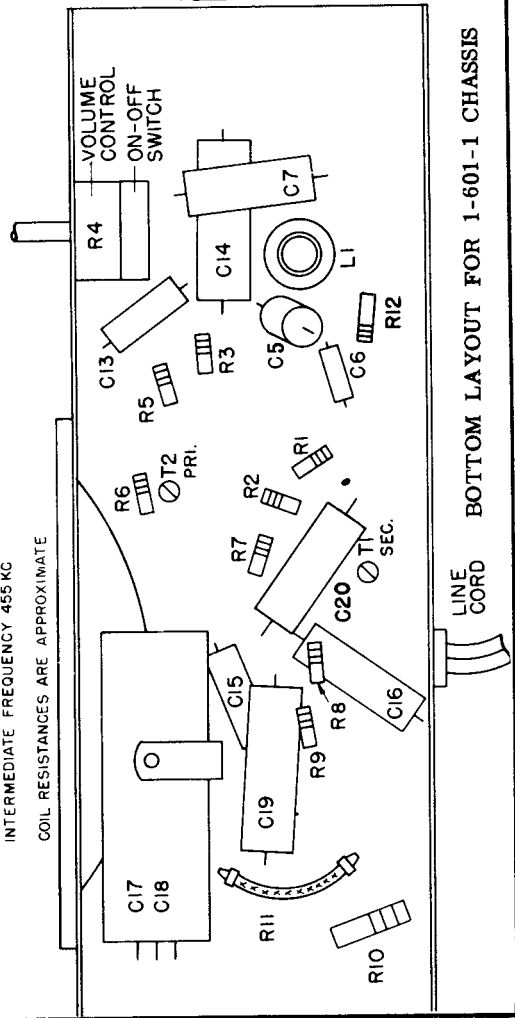 INTERMEDIATE FREQUENCY 455 KC
COIL RESISTANCES ARE APPROXIMATE
C17
C18
R11
R10
C19
C15
R9
R8
C16
R6
T2
PRI.
R7
R2
R1
C20
T1
SEC.
R5
R3
C13
C5
C6
R12
L1
C14
C7
R4
VOLUME
CONTROL
ON-OFF
SWITCH
LINE
CORD
BOTTOM LAYOUT FOR 1-601-1 CHASSIS